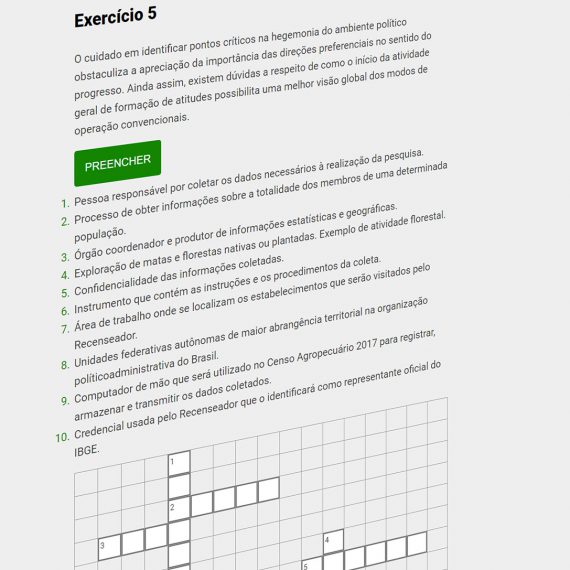 Exercício 5
O cuidado em identificar pontos críticos na hegemonia do ambiente político
obstaculiza a apreciação da importância das direções preferenciais no sentido do
progresso. Ainda assim, existem dúvidas a respeito de como o início da atividade
geral de formação de atitudes possibilita uma melhor visão global dos modos de
operação convencionais.
PREENCHER
1. Pessoa responsável por coletar os dados necessários à realização da pesquisa.
2. Processo de obter informações sobre a totalidade dos membros de uma determinada
população.
3. Órgão coordenador e produtor de informações estatísticas e geográficas.
4. Exploração de matas e florestas nativas ou plantadas. Exemplo de atividade florestal.
5. Confidencialidade das informações coletadas.
6. Instrumento que contém as instruções e os procedimentos da coleta.
7. Área de trabalho onde se localizam os estabelecimentos que serão visitados pelo
Recenseador.
8. Unidades federativas autônomas de maior abrangência territorial na organização
políticoadministrativa do Brasil.
9. Computador de mão que será utilizado no Censo Agropecuário 2017 para registrar,
armazenar e transmitir os dados coletados.
10. Credencial usada pelo Recenseador que o identificará como representante oficial do
IBGE.
1
2
3
4
5